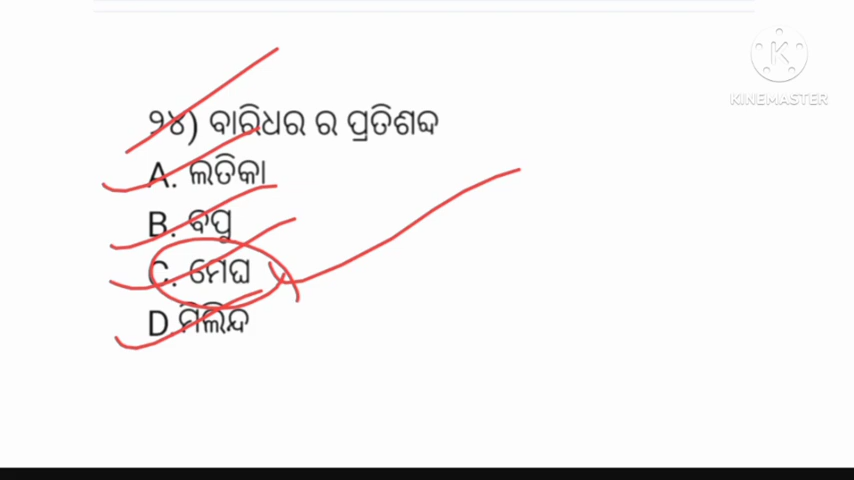 KINEMASTER
୨୪) ବାରିଧର ର ପ୍ରତିଶବ୍ଦ
A. ଲତିକା
B. ବପୁ
C. ମେଘ
D.ମିଲିନ୍ଦ